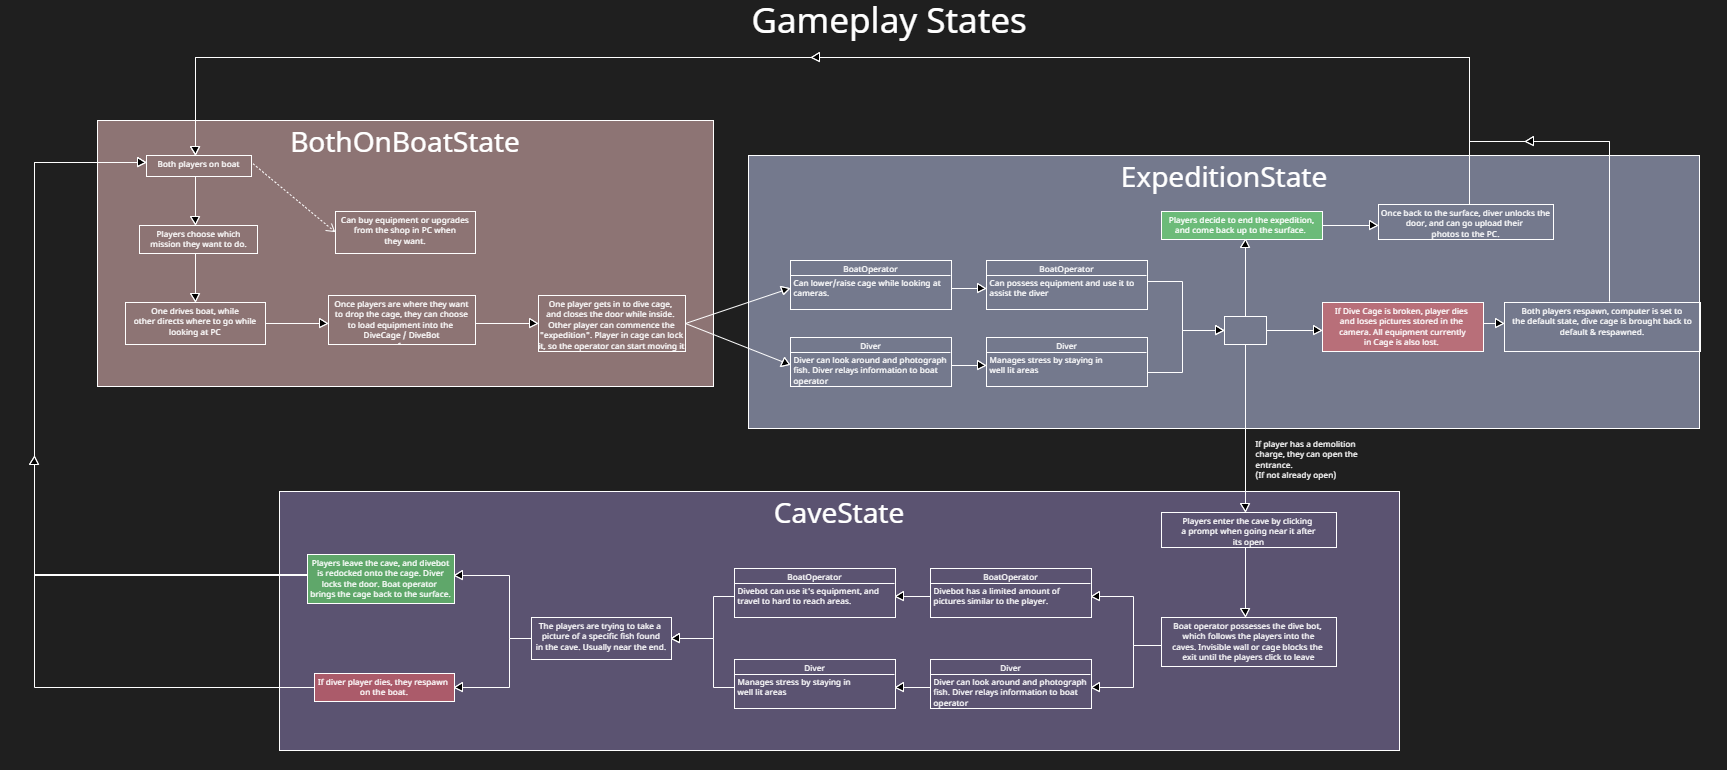 Gameplay States
BothOnBoatState
Both players on boat
Can buy equipment or upgrades
from the shop in PC when
they want.
Players choose which
mission they want to do.
One drives boat, while
other directs where to go while
looking at PC
Once players are where they want
to drop the cage, they can choose
to load equipment into the
DiveCage / DiveBot
One player gets in to dive cage,
and closes the door while inside.
Other player can commence the
"expedition". Player in cage can lock
it, so the operator can start moving it
ExpeditionState
Players decide to end the expedition,
and come back up to the surface.
Once back to the surface, diver unlocks the
door, and can go upload their
photos to the PC.
BoatOperator
Can lower/raise cage while looking at
cameras.
BoatOperator
Can possess equipment and use it to
assist the diver
Diver
Diver can look around and photograph
fish. Diver relays information to boat
operator
Diver
Manages stress by staying in
well lit areas
If Dive Cage is broken, player dies
and loses pictures stored in the
camera. All equipment currently
in Cage is also lost.
Both players respawn, computer is set to
the default state, dive cage is brought back to
default & respawned.
If player has a demolition
charge, they can open the
entrance.
(If not already open)
CaveState
Players enter the cave by clicking
a prompt when going near it after
its open
Boat operator possesses the dive bot,
which follows the players into the
caves. Invisible wall or cage blocks the
exit until the players click to leave
BoatOperator
Divebot has a limited amount of
pictures similar to the player.
BoatOperator
Divebot can use it's equipment, and
travel to hard to reach areas.
Diver
Diver can look around and photograph
fish. Diver relays information to boat
operator
Diver
Manages stress by staying in
well lit areas
The players are trying to take a
picture of a specific fish found
in the cave. Usually near the end.
Players leave the cave, and divebot
is redocked onto the cage. Diver
locks the door. Boat operator
brings the cage back to the surface.
If diver player dies, they respawn
on the boat.